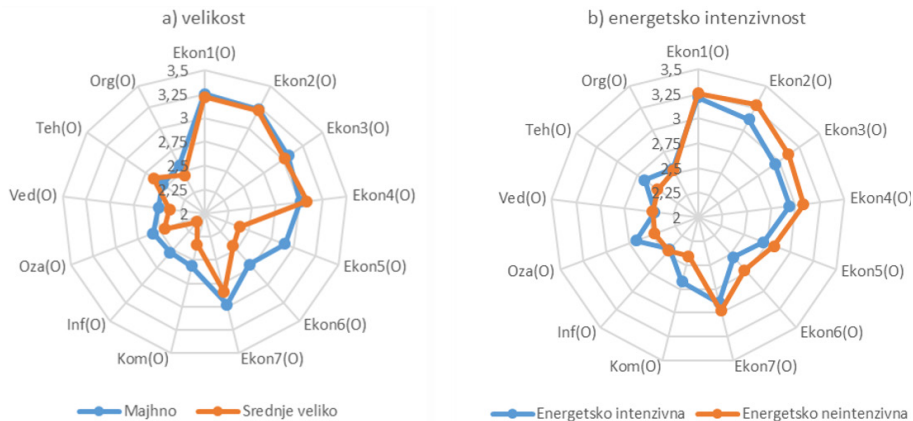 a) velikost
Ekon1(O)
Ekon2(O)
Ekon3(O)
Ekon4(O)
Ekon5(O)
Ekon6(O)
Ekon7(O)
Kom(O)
Inf(O)
Oza(O)
Ved(O)
Teh(O)
Org(O)
3,5
3,25
3
2,75
2,5
2,25
2
Majhno
Srednje veliko
b) energetsko intenzivnost
Ekon1(O)
Ekon2(O)
Ekon3(O)
Ekon4(O)
Ekon5(O)
Ekon6(O)
Ekon7(O)
Kom(O)
Inf(O)
Oza(O)
Ved(O)
Teh(O)
Org(O)
3,5
3,25
3
2,75
2,5
2,25
2
Energetsko intenzivna
Energetsko neintenzivna